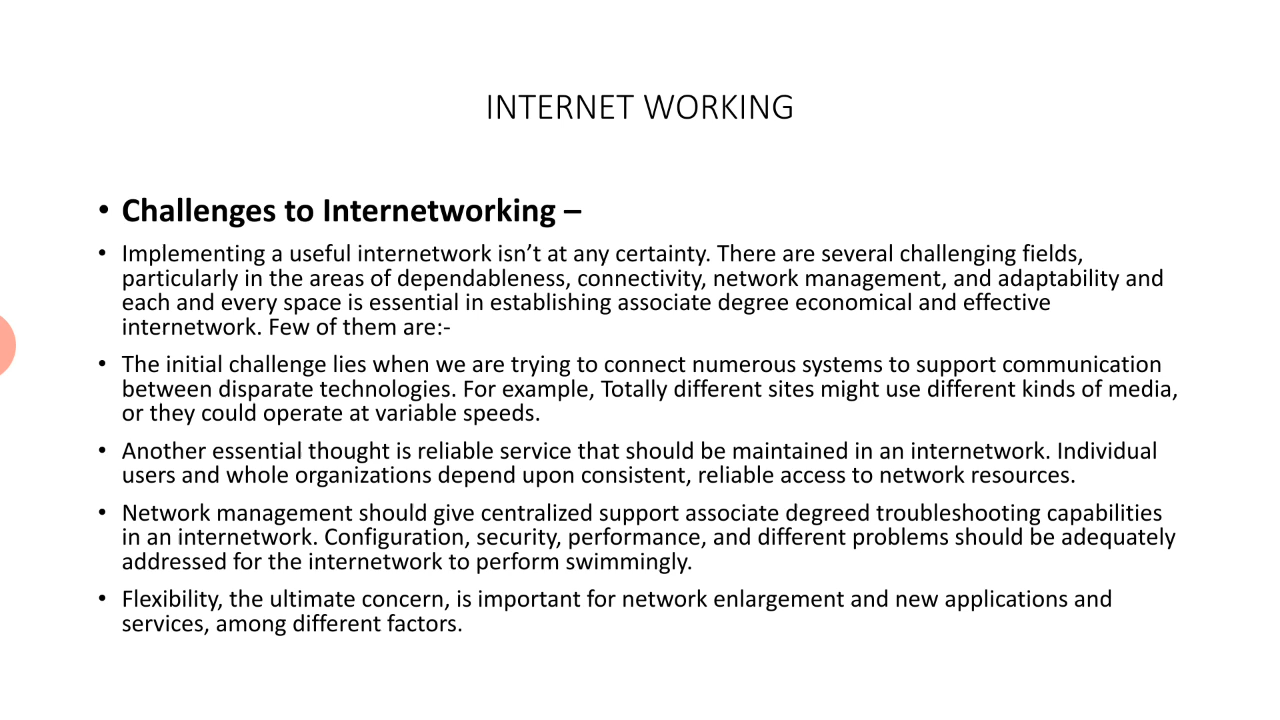 INTERNET WORKING
• Challenges to Internetworking –
• Implementing a useful internetwork isn’t at any certainty. There are several challenging fields,
particularly in the areas of dependableness, connectivity, network management, and adaptability and
each and every space is essential in establishing associate degree economical and effective
internetwork. Few of them are:-
• The initial challenge lies when we are trying to connect numerous systems to support communication
between disparate technologies. For example, Totally different sites might use different kinds of media,
or they could operate at variable speeds.
• Another essential thought is reliable service that should be maintained in an internetwork. Individual
users and whole organizations depend upon consistent, reliable access to network resources.
• Network management should give centralized support associate degreed troubleshooting capabilities
in an internetwork. Configuration, security, performance, and different problems should be adequately
addressed for the internetwork to perform swimmingly.
• Flexibility, the ultimate concern, is important for network enlargement and new applications and
services, among different factors.